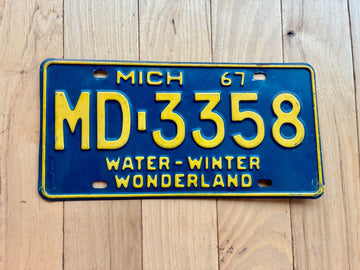 MICH 67
MD-3358
WATER-WINTER
WONDERLAND